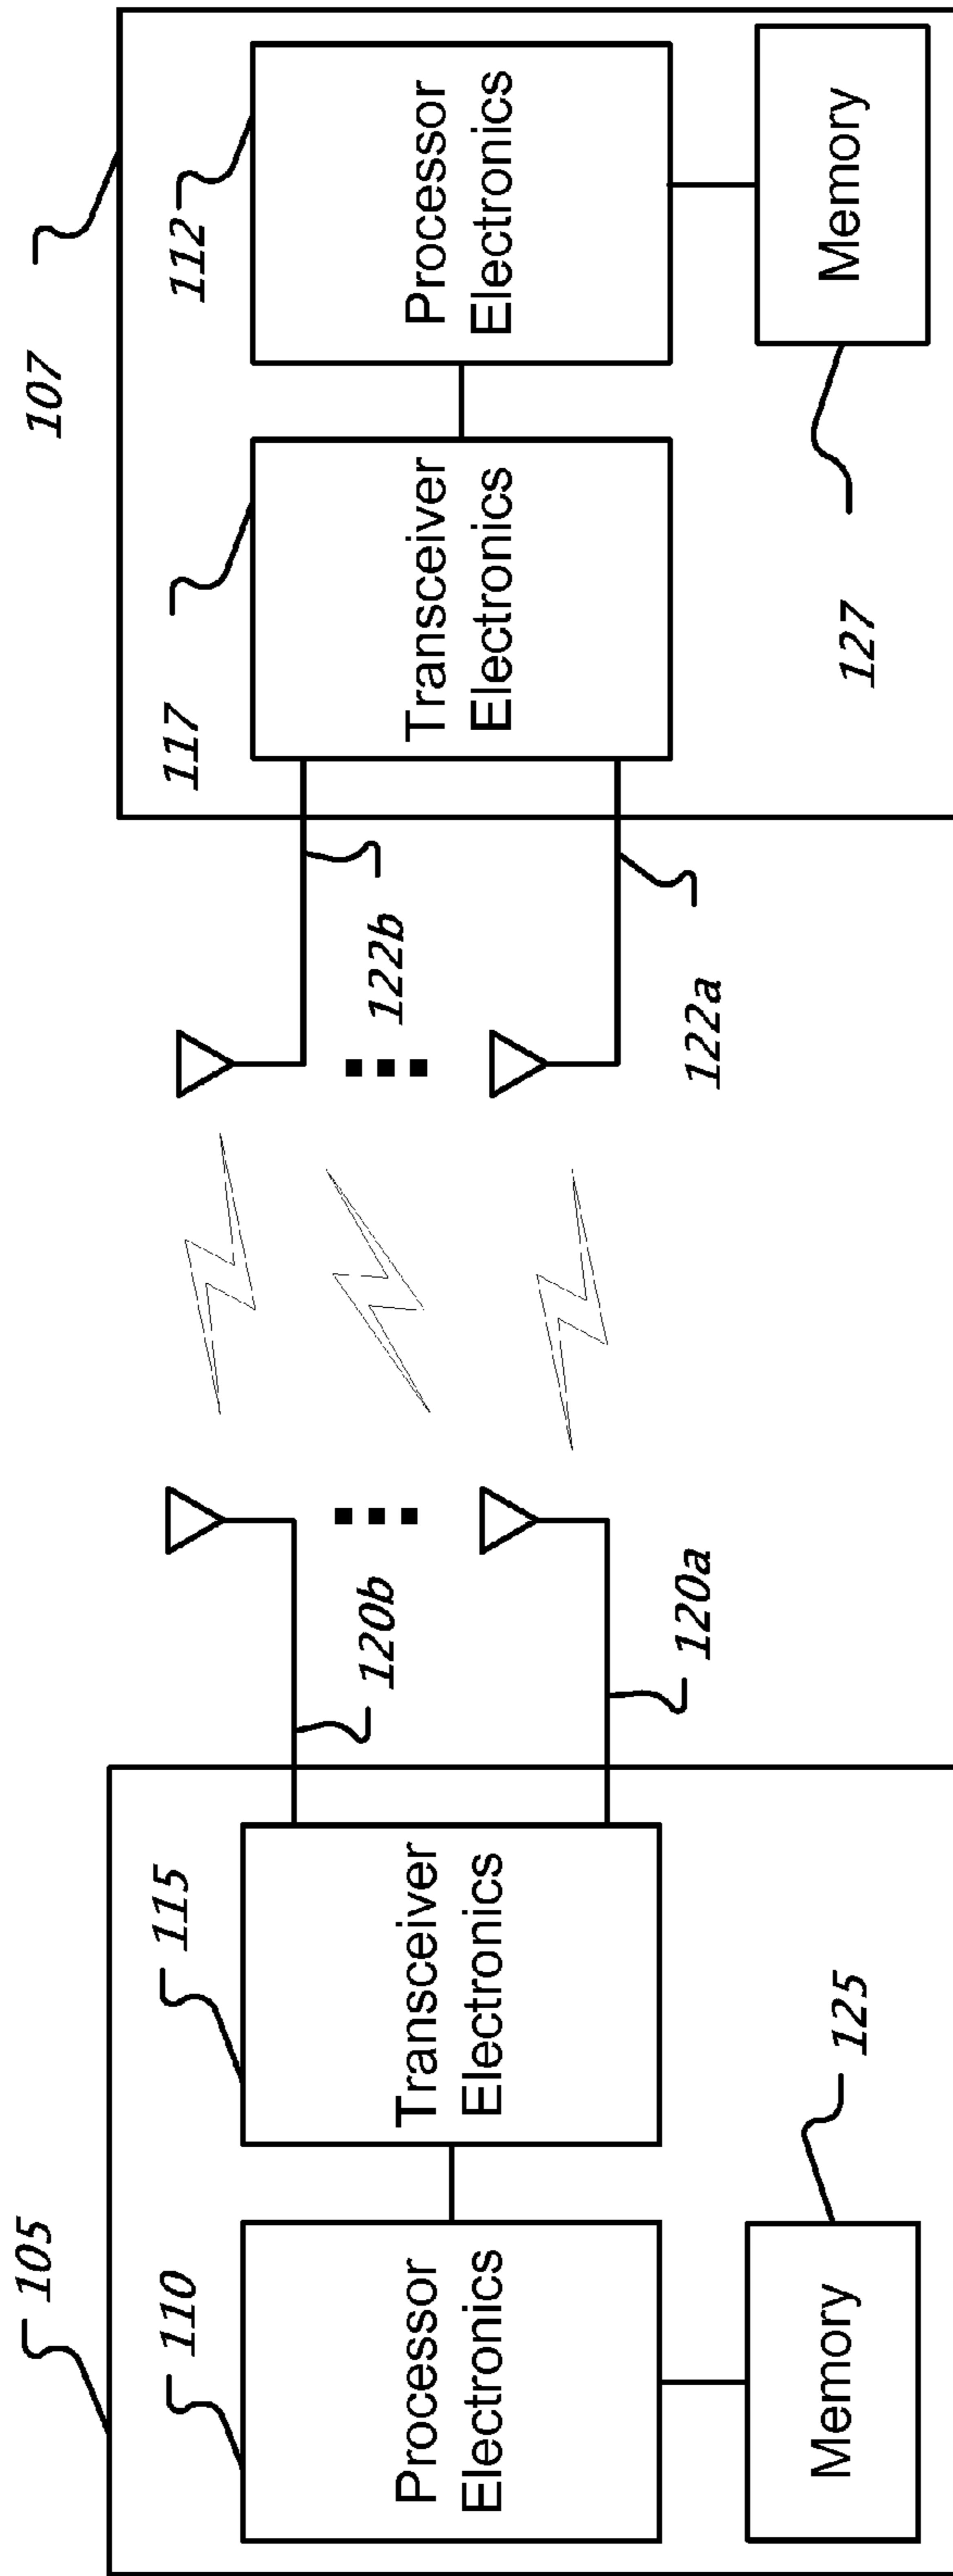 105
110
Processor
Electronics
115
Transceiver
Electronics
Memory
125
120b
120a
122b
122a
107
117
Transceiver
Electronics
112
Processor
Electronics
127
Memory